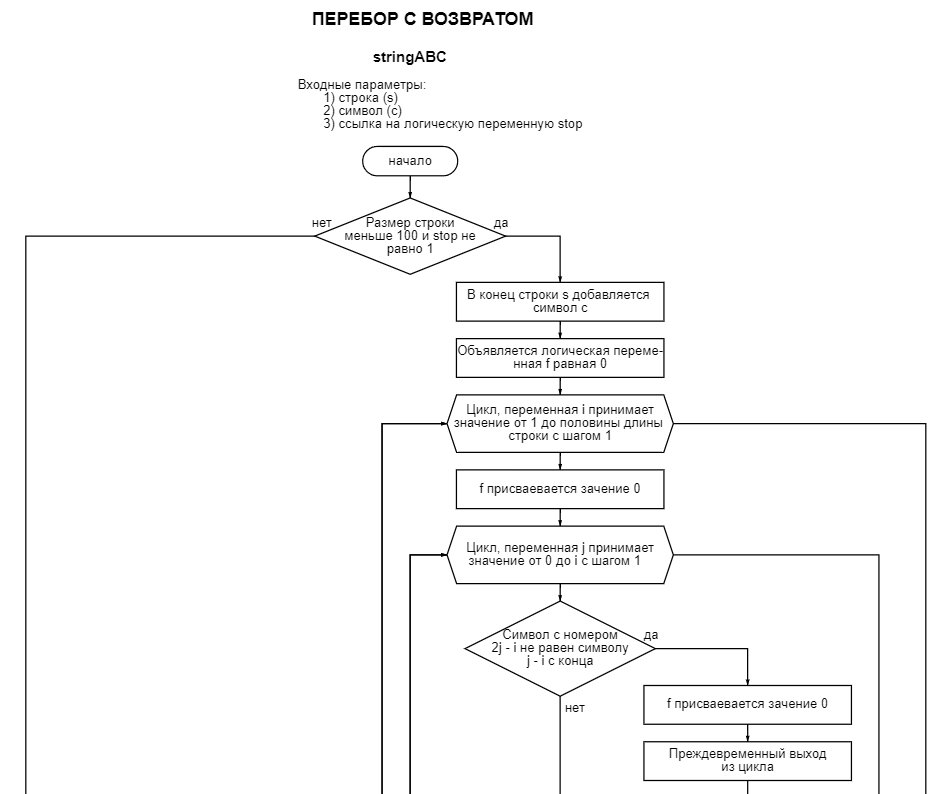 ПЕРЕБОР С ВОЗВРАТОМ
stringABC
Входные параметры:
1) строка (s)
2) символ (c)
3) ссылка на логическую переменную stop
начало
нет
да
Размер строки
меньше 100 и stop не
равно 1
В конец строки s добавляется
символ c
Объявляется логическая переме-
нная f равная 0
Цикл, переменная i принимает
значение от 1 до половины длины
строки с шагом 1
f присваевается зачение 0
Цикл, переменная j принимает
значение от 0 до i с шагом 1
Символ с номером
2j - i не равен символу
j - i с конца
да
нет
f присваевается зачение 0
Преждевременный выход
из цикла